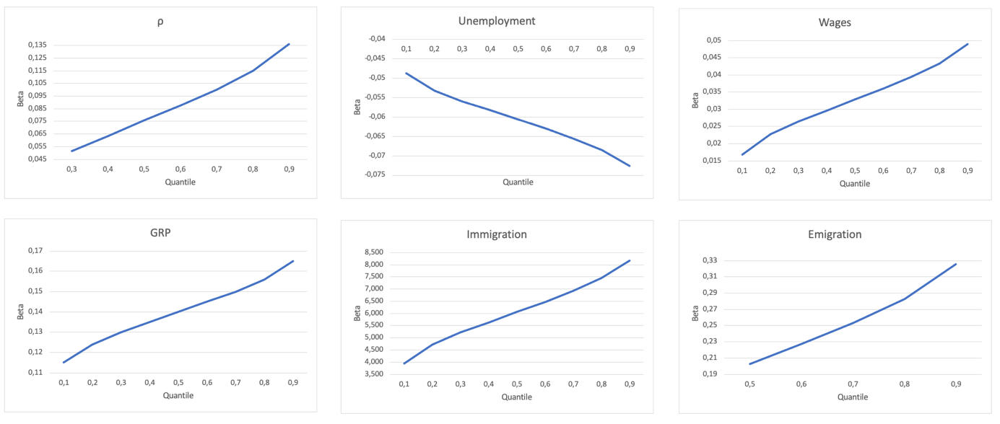 ρ
0,135
0,125
0,115
0,105
0,095
0,085
0,075
0,065
0,055
0,045
Beta
0,3 0,4 0,5 0,6 0,7 0,8 0,9
Quantile
Unemployment
-0,04
0,1 0,2 0,3 0,4 0,5 0,6 0,7 0,8 0,9
-0,045
-0,05
-0,055
-0,06
-0,065
-0,07
-0,075
Beta
Quantile
Wages
0,05
0,045
0,04
0,035
0,03
0,025
0,02
0,015
Beta
0,1 0,2 0,3 0,4 0,5 0,6 0,7 0,8 0,9
Quantile
GRP
0,17
0,16
0,15
0,14
0,13
0,12
0,11
Beta
0,1 0,2 0,3 0,4 0,5 0,6 0,7 0,8 0,9
Quantile
Immigration
8,500
8,000
7,500
7,000
6,500
6,000
5,500
5,000
4,500
4,000
3,500
Beta
0,1 0,2 0,3 0,4 0,5 0,6 0,7 0,8 0,9
Quantile
Emigration
0,33
0,31
0,29
0,27
0,25
0,23
0,21
0,19
Beta
0,5 0,6 0,7 0,8 0,9
Quantile